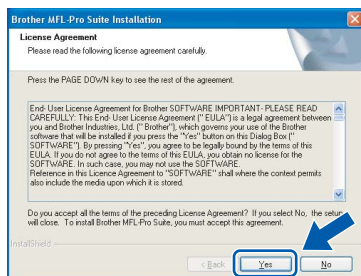 Brother MFL-Pro Suite Installation
License Agreement
Please read the following license agreement carefully.
Press the PAGE DOWN key to see the rest of the agreement.
End- User License Agreement for Brother SOFTWARE IMPORTANT- PLEASE READ
CAREFULLY: This End- User License Agreement (" EULA") is a legal agreement between
you and Brother Industries, Ltd. (" Brother"), which governs your use of the Brother
software that will be installed if you press the "Yes" button on this Dialog Box ("
SOFTWARE"). By pressing "Yes", you agree to be legally bound by the terms of this
EULA. If you do not agree to the terms of this EULA, you obtain no license for the
SOFTWARE. In such case, you may not use the SOFTWARE.
Reference in this Licence Agreement to "SOFTWARE" shall where the context permits
also include the media upon which it is stored.
Do you accept all the terms of the preceding License Agreement? If you select No, the setup
will close. To install Brother MFL-Pro Suite, you must accept this agreement.
InstallShield
< Back Yes No